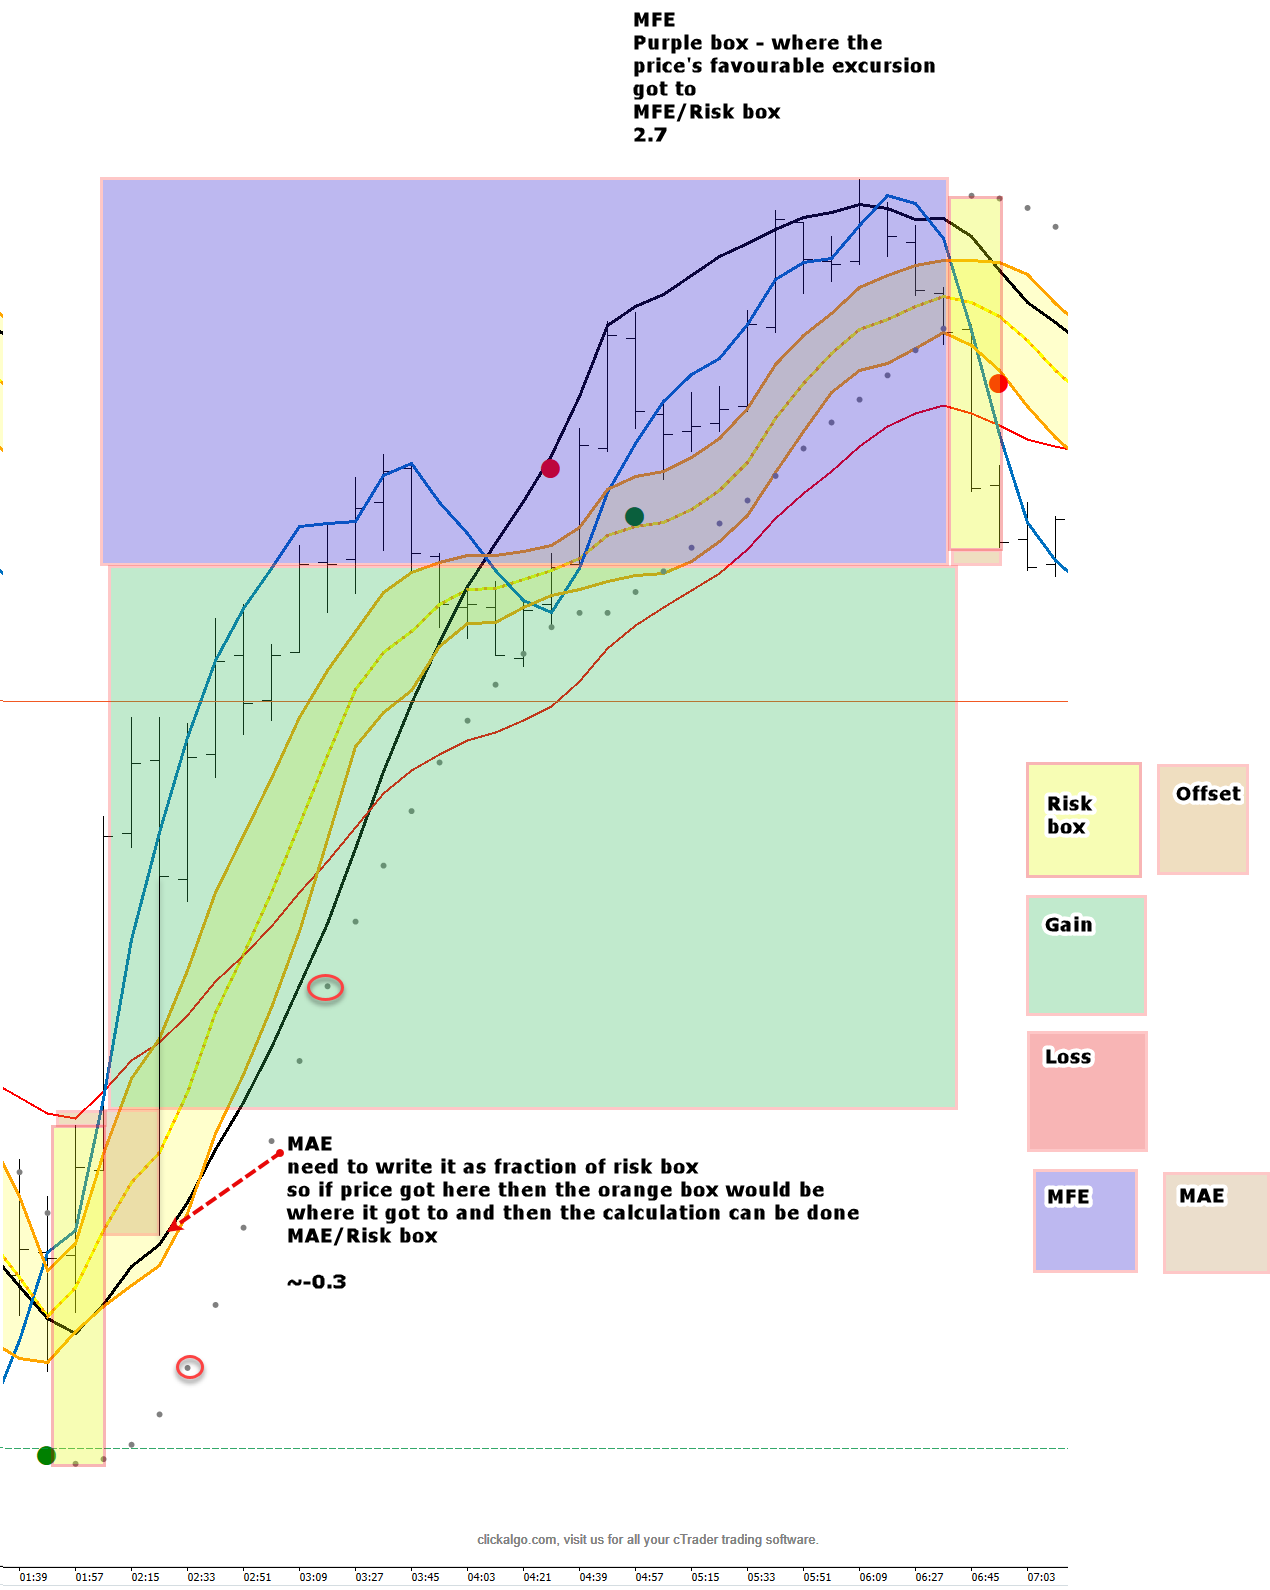 MFE
Purple box - where the
price's favourable excursion
got to
MFE/Risk box
2.7
Risk
box
Offset
Gain
Loss
MFE
MAE
MAE
need to write it as fraction of risk box
so if price got here then the orange box would be
where it got to and then the calculation can be done
MAE/Risk box
~-0.3
clickalgo.com, visit us for all your cTrader trading software.
01:39 01:57 02:15 02:33 02:51 03:09 03:27 03:45 04:03 04:21 04:39 04:57 05:15 05:33 05:51 06:09 06:27 06:45 07:03